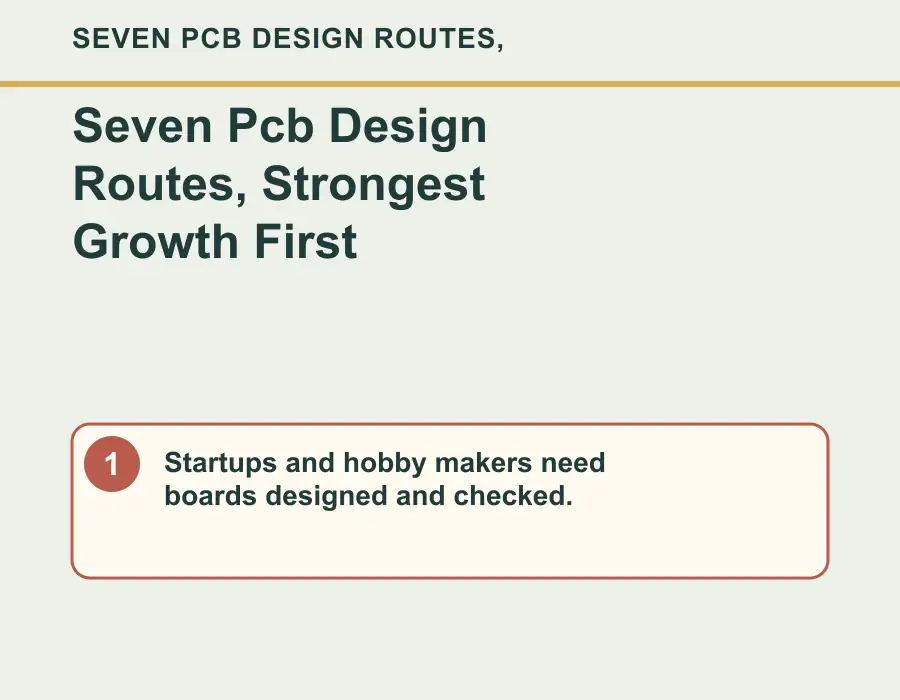 SEVEN PCB DESIGN ROUTES,
Seven Pcb Design
Routes, Strongest
Growth First
1
Startups and hobby makers need
boards designed and checked.